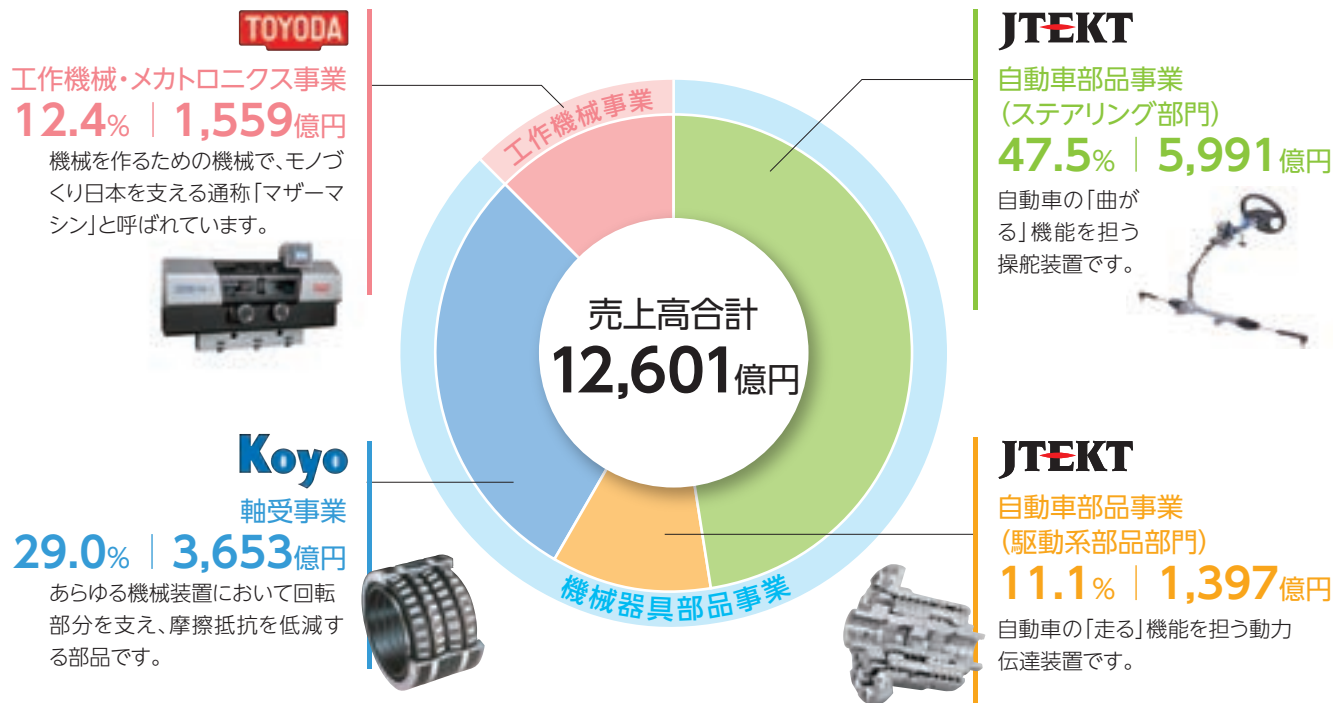 TOYODA
工作機械・メカトロニクス事業
12.4% | 1,559億円
機械を作るための機械で、モノづ
くり日本を支える通称「マザーマ
シン」と呼ばれています。
JTEKT
自動車部品事業
(ステアリング部門)
47.5% | 5,991億円
自動車の「曲が
る」機能を担う
操舵装置です。
工作機械事業
売上高合計
12,601億円
機械器具部品事業
Koyo
軸受事業
29.0% | 3,653億円
あらゆる機械装置において回転
部分を支え、摩擦抵抗を低減す
る部品です。
JTEKT
自動車部品事業
(駆動系部品部門)
11.1% | 1,397億円
自動車の「走る」機能を担う動力
伝達装置です。